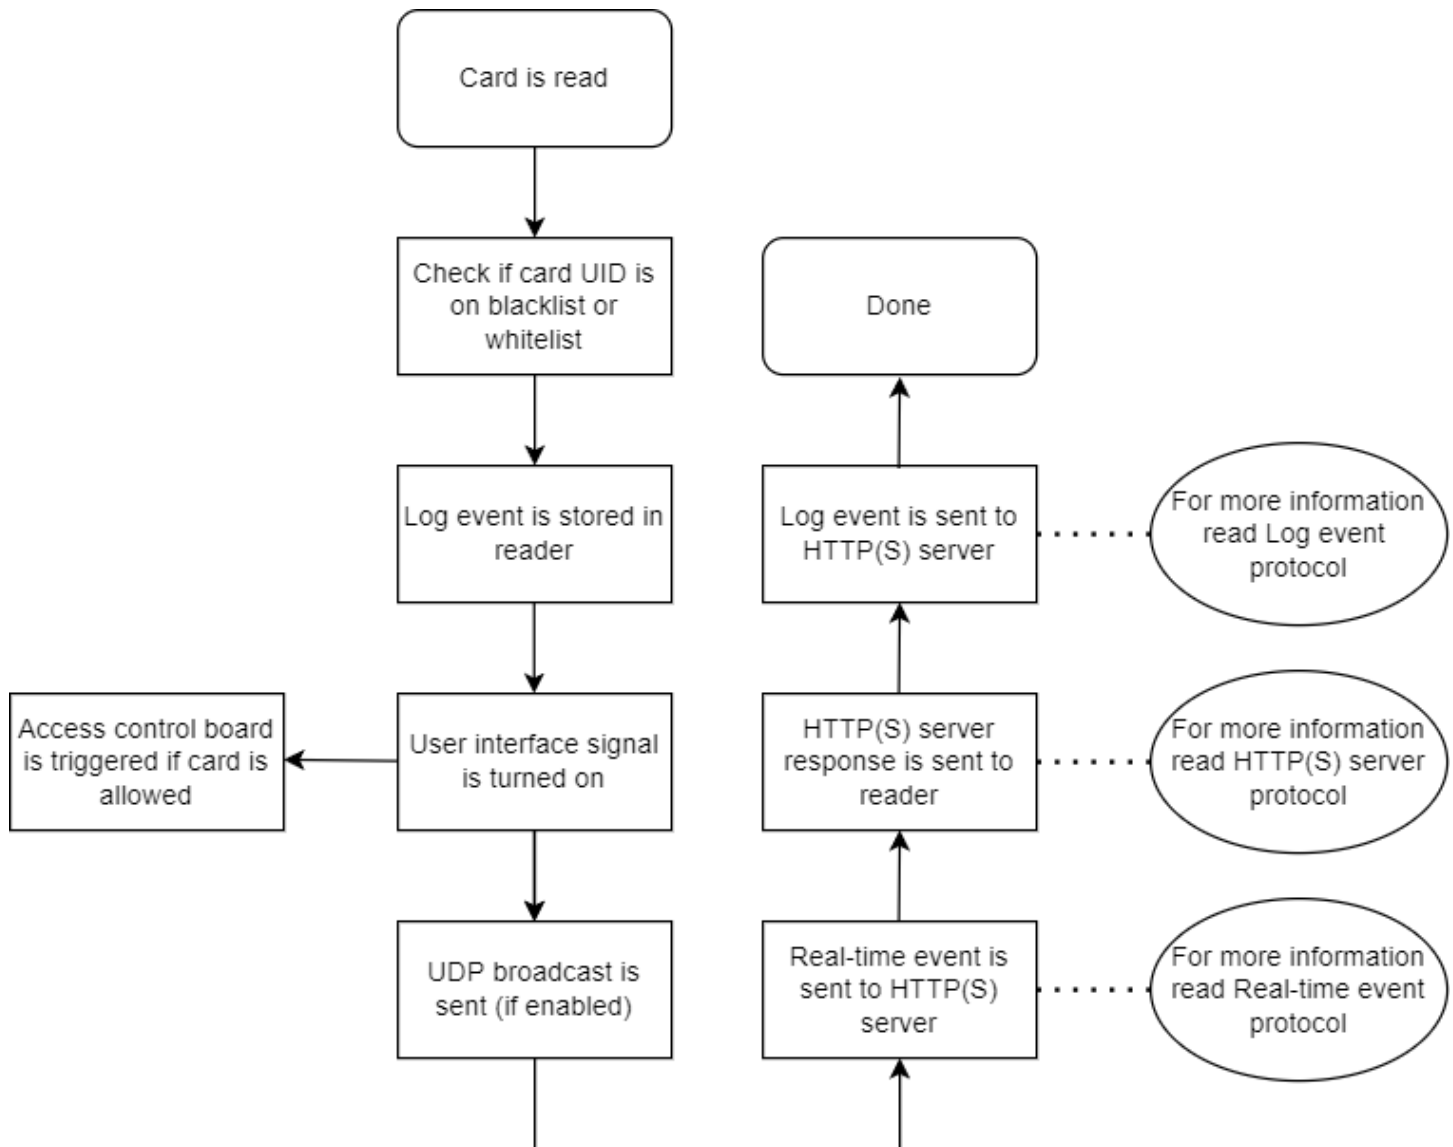 Card is read
Check if card UID is
on blacklist or
whitelist
Log event is stored in
reader
User interface signal
is turned on
Access control board
is triggered if card is
allowed
UDP broadcast is
sent (if enabled)
Real-time event is
sent to HTTP(S)
server
For more information
read Real-time event
protocol
HTTP(S) server
response is sent to
reader
For more information
read HTTP(S) server
protocol
Log event is sent to
HTTP(S) server
For more information
read Log event
protocol
Done